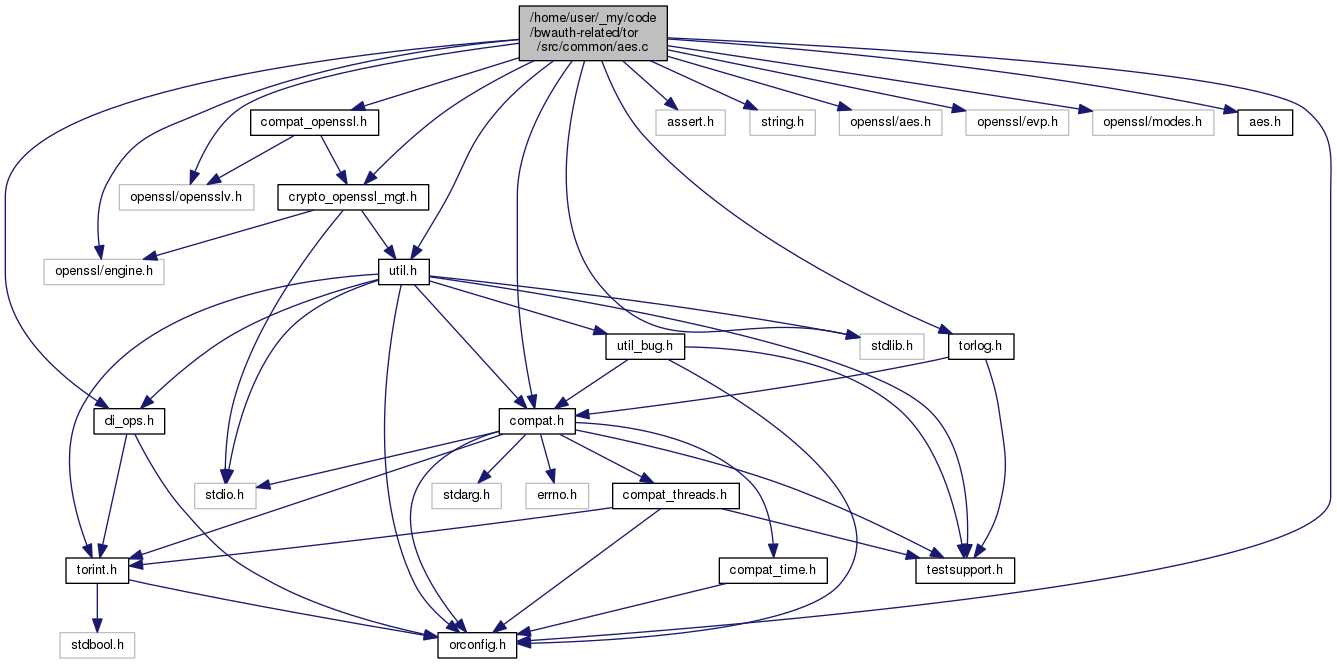 /home/user/_my/code
/bwauth-related/tor
/src/common/aes.c
compat_openssl.h
assert.h
string.h
openssl/aes.h
openssl/evp.h
openssl/modes.h
aes.h
openssl/opensslv.h
crypto_openssl_mgt.h
openssl/engine.h
util.h
util_bug.h
stdlib.h
torlog.h
di_ops.h
compat.h
stdio.h
stdarg.h
errno.h
compat_threads.h
torint.h
compat_time.h
testsupport.h
stdbool.h
orconfig.h